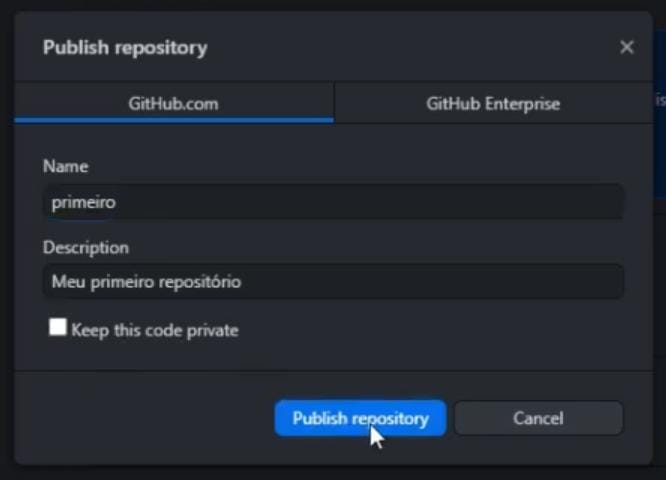 Publish repository
GitHub.com
GitHub Enterprise
Name
primeiro
Description
Meu primeiro repositório
Keep this code private
Publish repository
Cancel
is